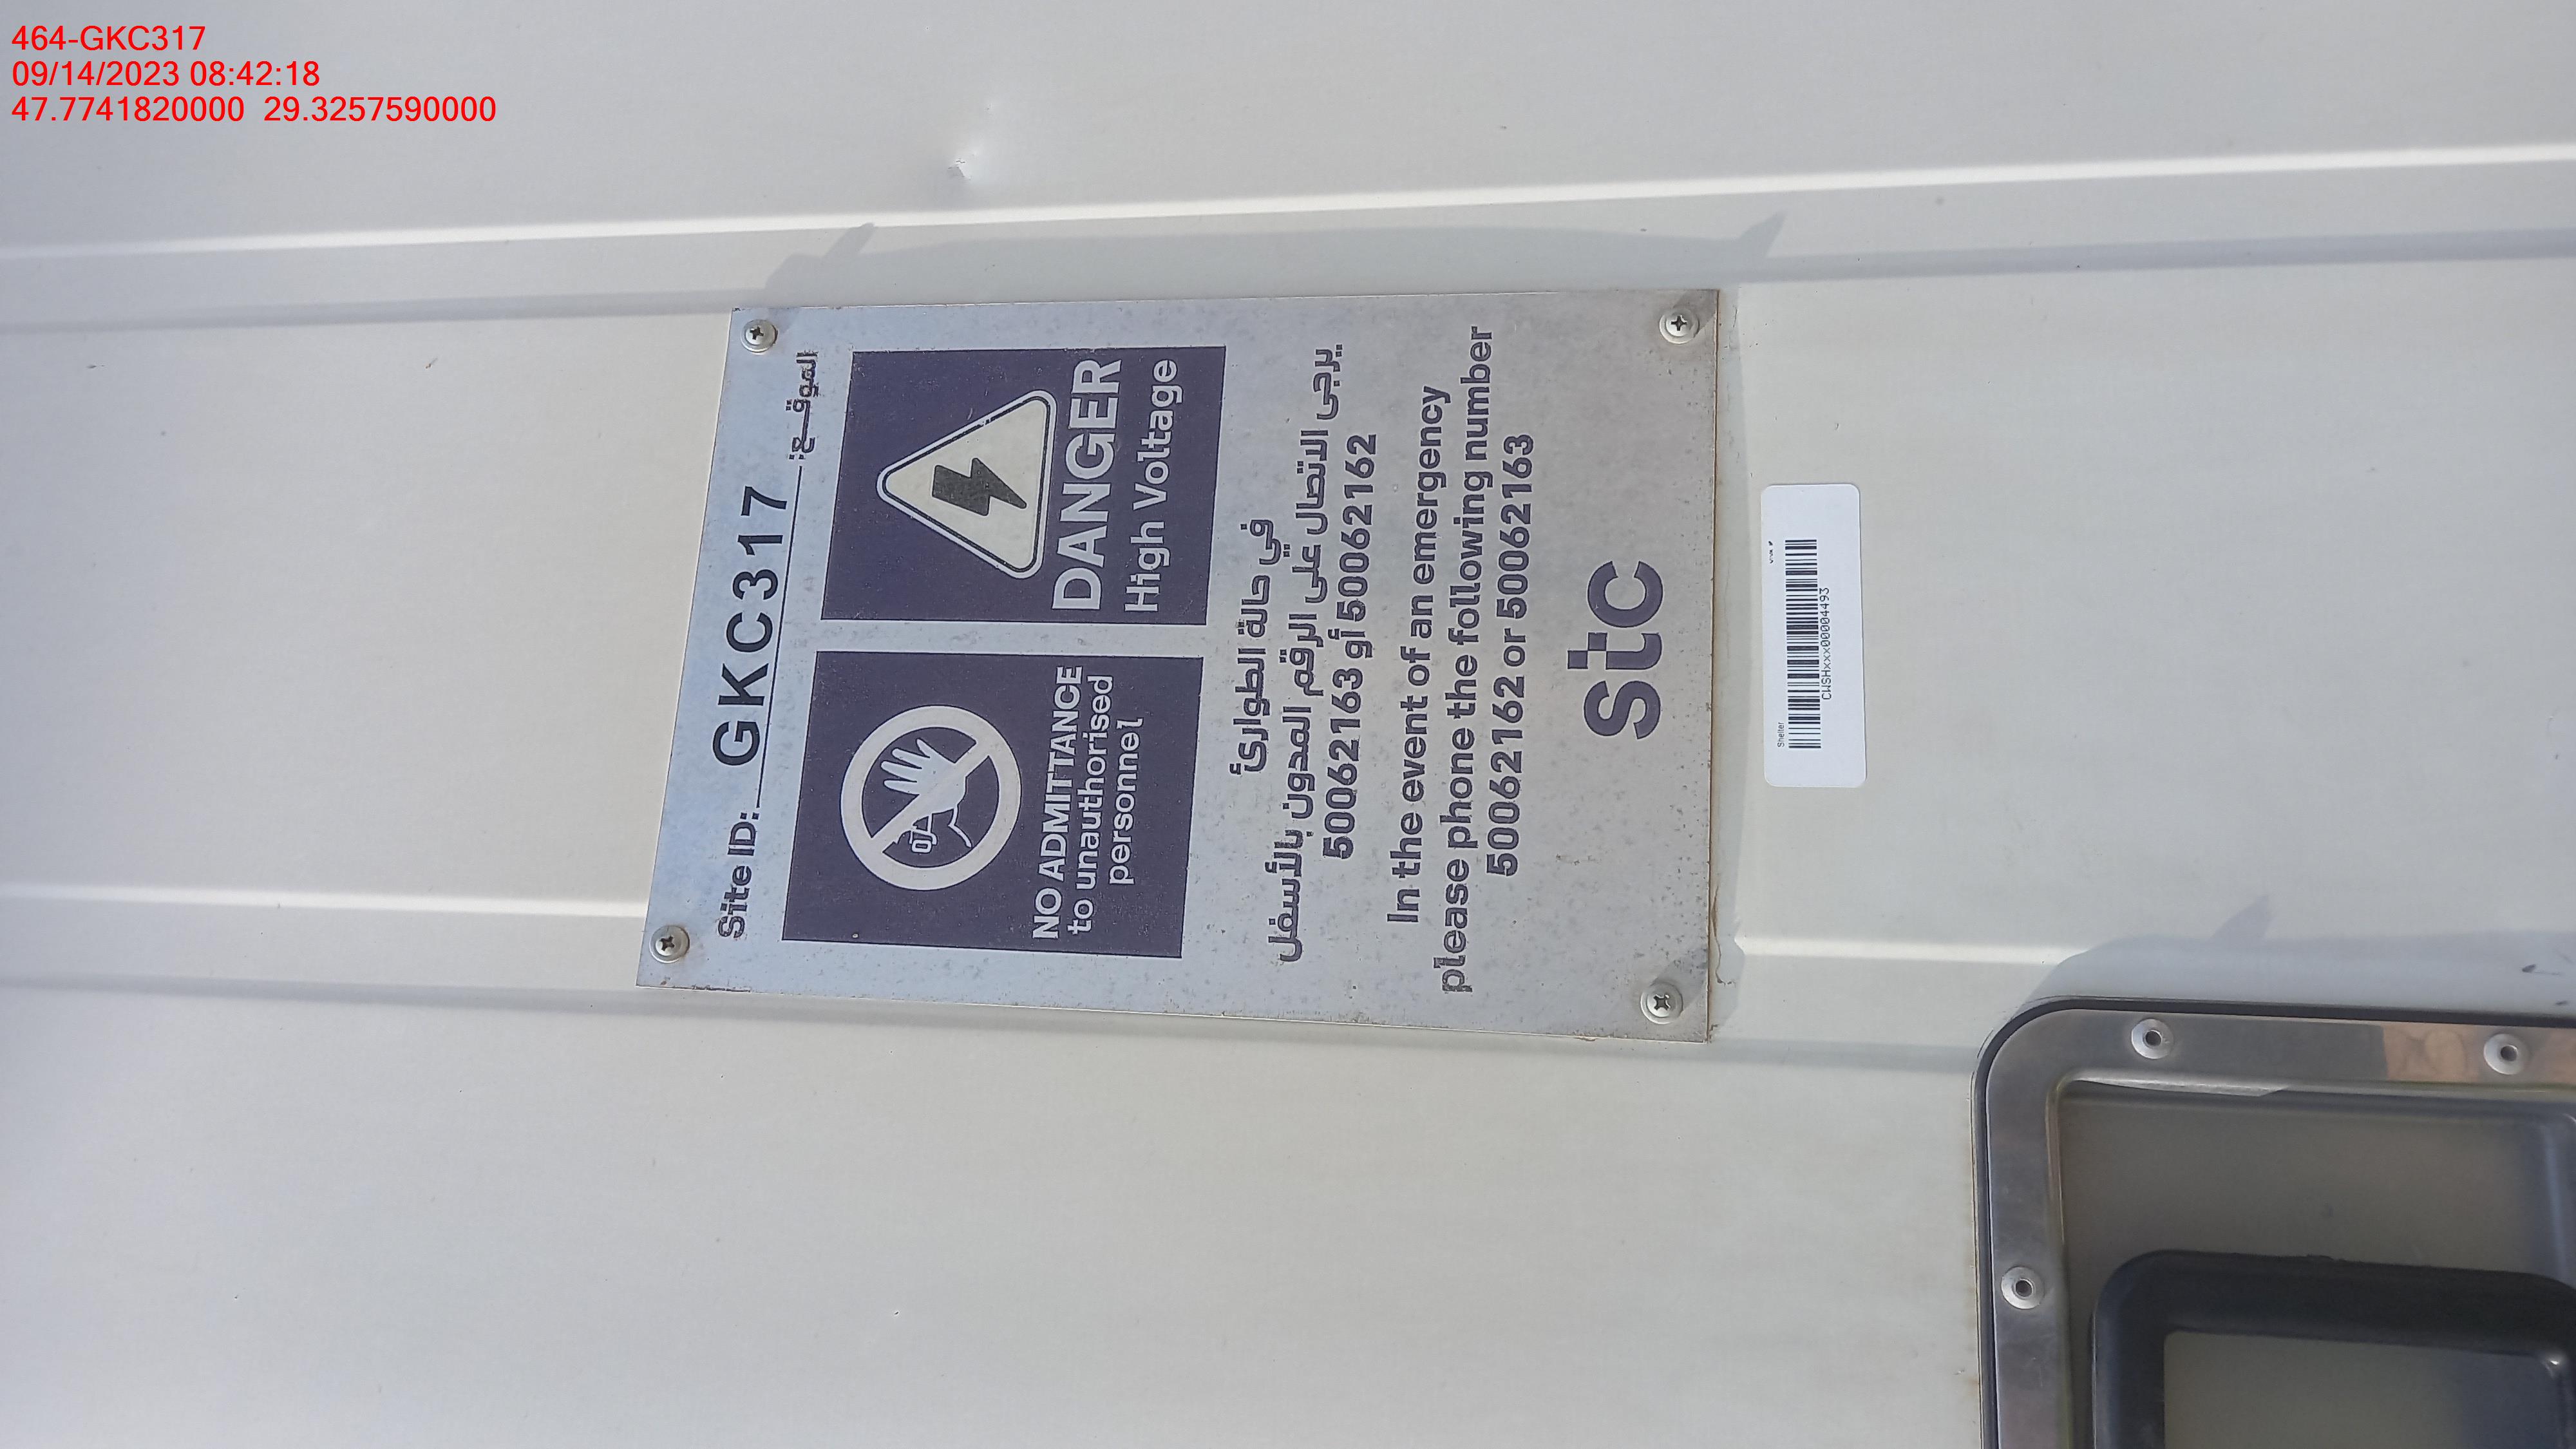 464-GKC317
09/14/2023 08:42:18
47.7741820000 29.3257590000
Site ID: GKC317 الموقــع:
NO ADMITTANCE
to unauthorised
personnel
DANGER
High Voltage
في حالة الطوارئ
يرجى الاتصال على الرقم المدون بالأسفل
50062163 أو 50062162
In the event of an emergency
please phone the following number
50062162 or 50062163
stc
Shelter
CWSHxxx00004493